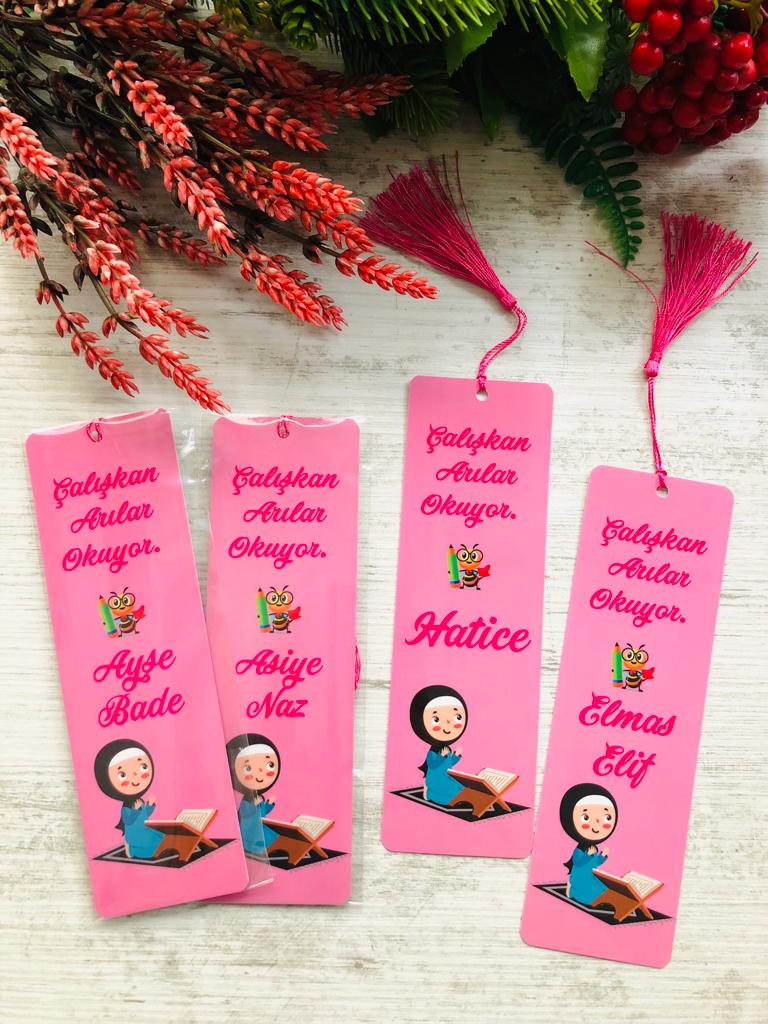 Çalışkan
Arılar
Okuyor.
Ayşe
Bade
Çalışkan
Arılar
Okuyor.
Asiye
Naz
Çalışkan
Arılar
Okuyor.
Hatice
Çalışkan
Arılar
Okuyor.
Elmas
Elif